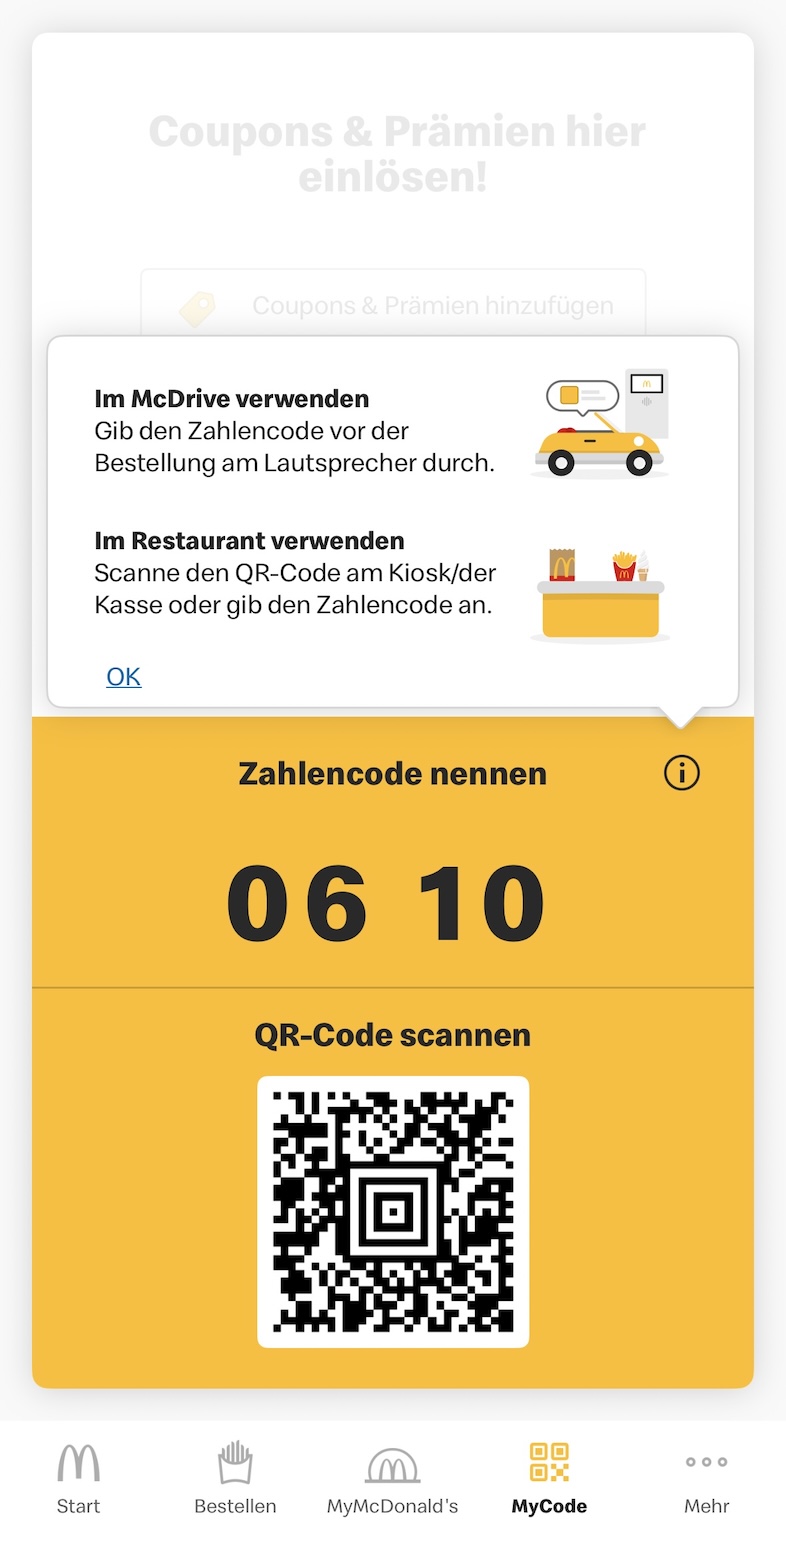 Coupons & Prämien hier
einlösen!
Coupons & Prämien hinzufügen
Im McDrive verwenden
Gib den Zahlencode vor der
Bestellung am Lautsprecher durch.
Im Restaurant verwenden
Scanne den QR-Code am Kiosk/der
Kasse oder gib den Zahlencode an.
OK
Zahlencode nennen
06 10
QR-Code scannen
Start
Bestellen
MyMcDonald's
MyCode
Mehr